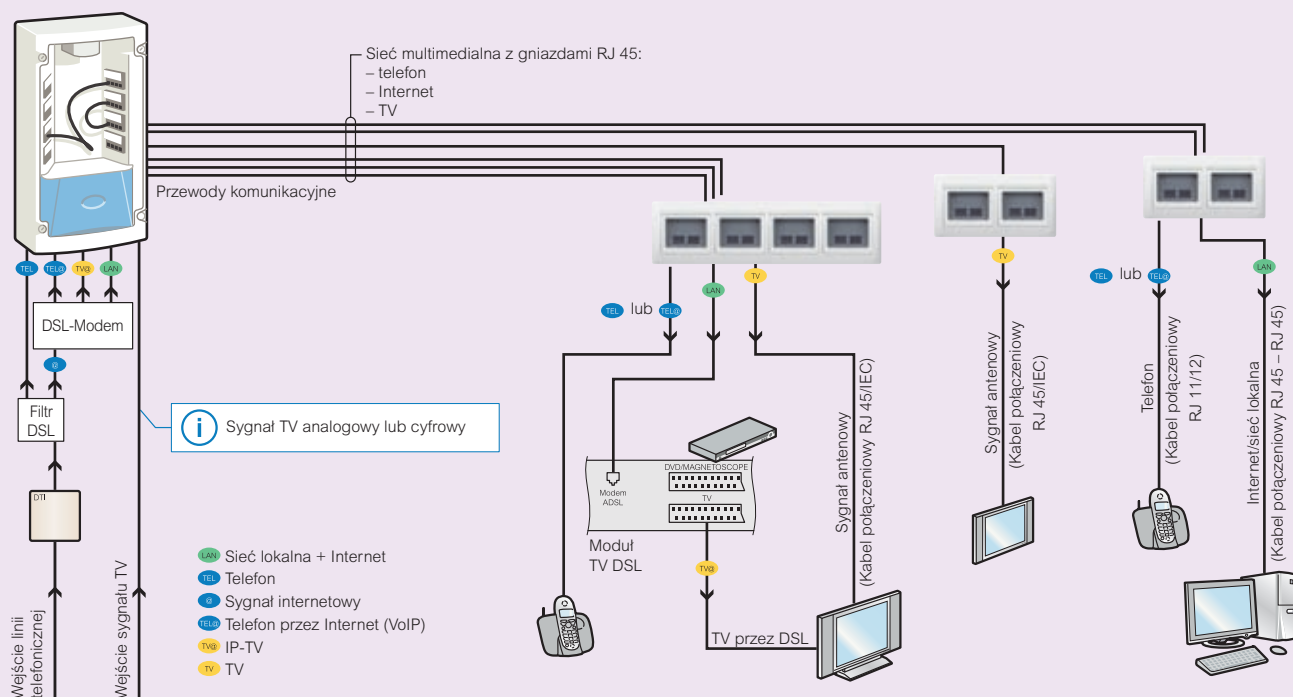 Sieć multimedialna z gniazdami RJ 45:
– telefon
– Internet
– TV
Przewody komunikacyjne
TEL
TEL@
TV@
LAN
DSL-Modem
@
Filtr
DSL
DTI
Wejście linii
telefonicznej
Wejście sygnału TV
i
Sygnał TV analogowy lub cyfrowy
LAN Sieć lokalna + Internet
TEL Telefon
@ Sygnał internetowy
TEL@ Telefon przez Internet (VoIP)
TV@ IP-TV
TV TV
TEL lub TEL@
LAN
TV
Modem
ADSL
DVD/MAGNETOSCOPE
TV
Moduł
TV DSL
TV@
TV przez DSL
Sygnał antenowy
(Kabel połączeniowy RJ 45/IEC)
TV
Sygnał antenowy
(Kabel połączeniowy
RJ 45/IEC)
TEL lub TEL@
Telefon
(Kabel połączeniowy
RJ 11/12)
LAN
Internet/sieć lokalna
(Kabel połączeniowy RJ 45 – RJ 45)